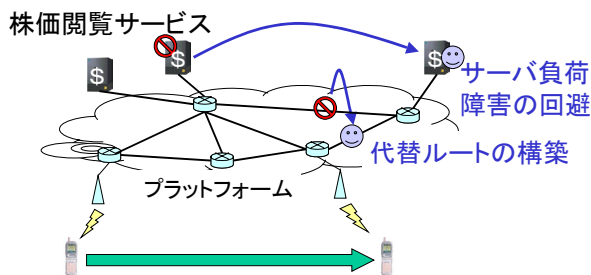 株価閲覧サービス
$
$
$
サーバ負荷
障害の回避
代替ルートの構築
プラットフォーム